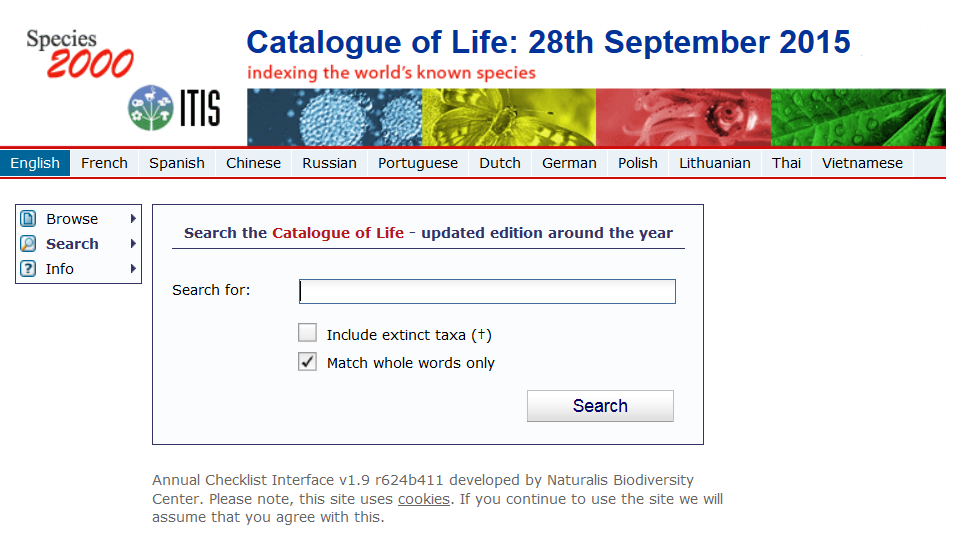 Species
2000
ITIS
Catalogue of Life: 28th September 2015
indexing the world's known species
English French Spanish Chinese Russian Portuguese Dutch German Polish Lithuanian Thai Vietnamese
Browse
Search
Info
Search the Catalogue of Life - updated edition around the year
Search for:
Include extinct taxa (†)
Match whole words only
Search
Annual Checklist Interface v1.9 r624b411 developed by Naturalis Biodiversity
Center. Please note, this site uses cookies. If you continue to use the site we will
assume that you agree with this.